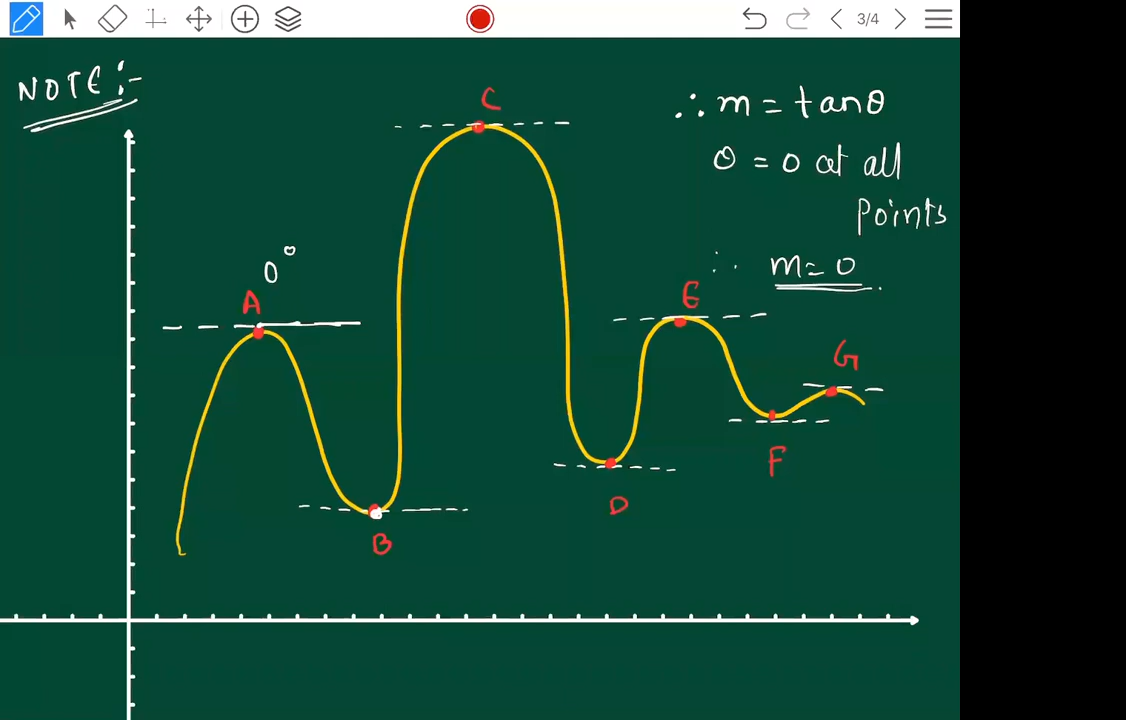 3/4
NOTE:-
C
∴ m = tanθ
θ = 0 at all
points
0°
∴ m = 0
A
E
G
F
D
B